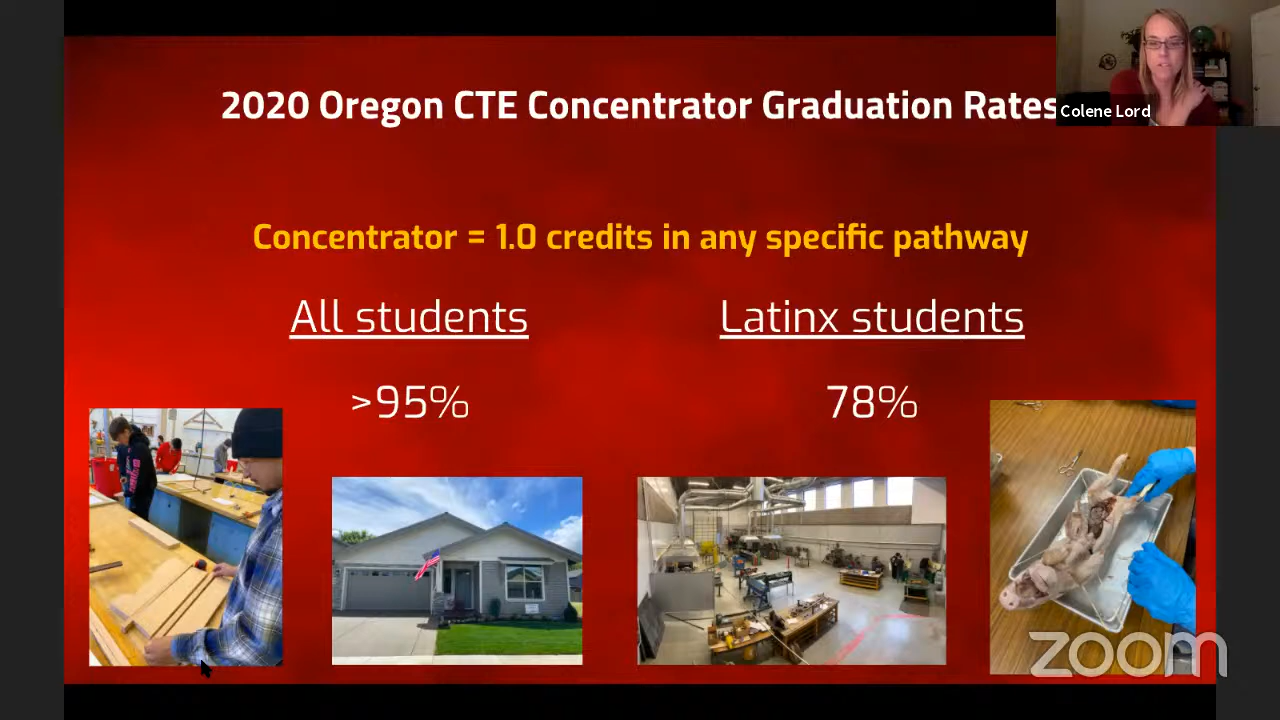 2020 Oregon CTE Concentrator Graduation Rates
Colene Lord
Concentrator = 1.0 credits in any specific pathway
All students
Latinx students
>95%
78%
zoom